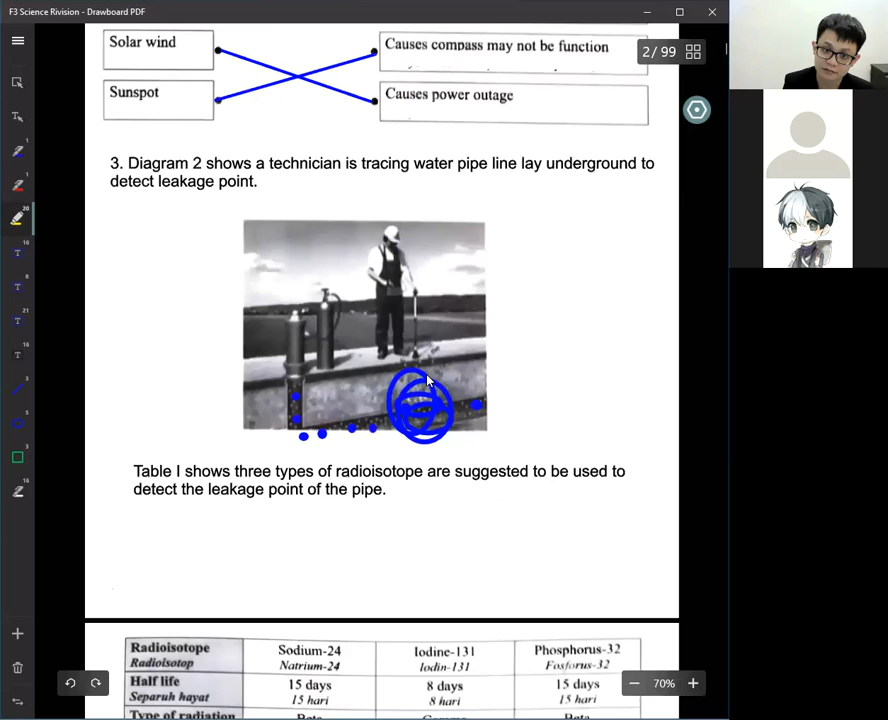 F3 Science Rivision - Drawboard PDF
Solar wind
Causes compass may not be function
2/99
Sunspot
Causes power outage
3. Diagram 2 shows a technician is tracing water pipe line lay underground to
detect leakage point.
Table I shows three types of radioisotope are suggested to be used to
detect the leakage point of the pipe.
Radioisotope
Radioisotop
Sodium-24
Natrium-24
Iodine-131
Iodin-131
Phosphorus-32
Fosforus-32
Half life
Separuh hayat
15 days
15 hari
8 days
8 hari
15 days
15 hari
Type of radiation
70%